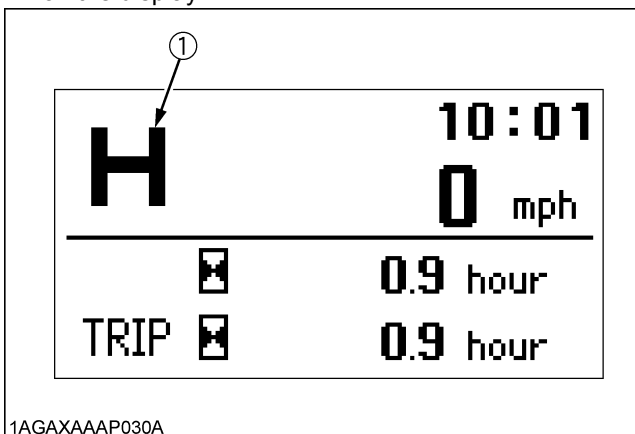 ①
H
10:01
0 mph
0.9 hour
TRIP 0.9 hour
1AGAXAAAP030A